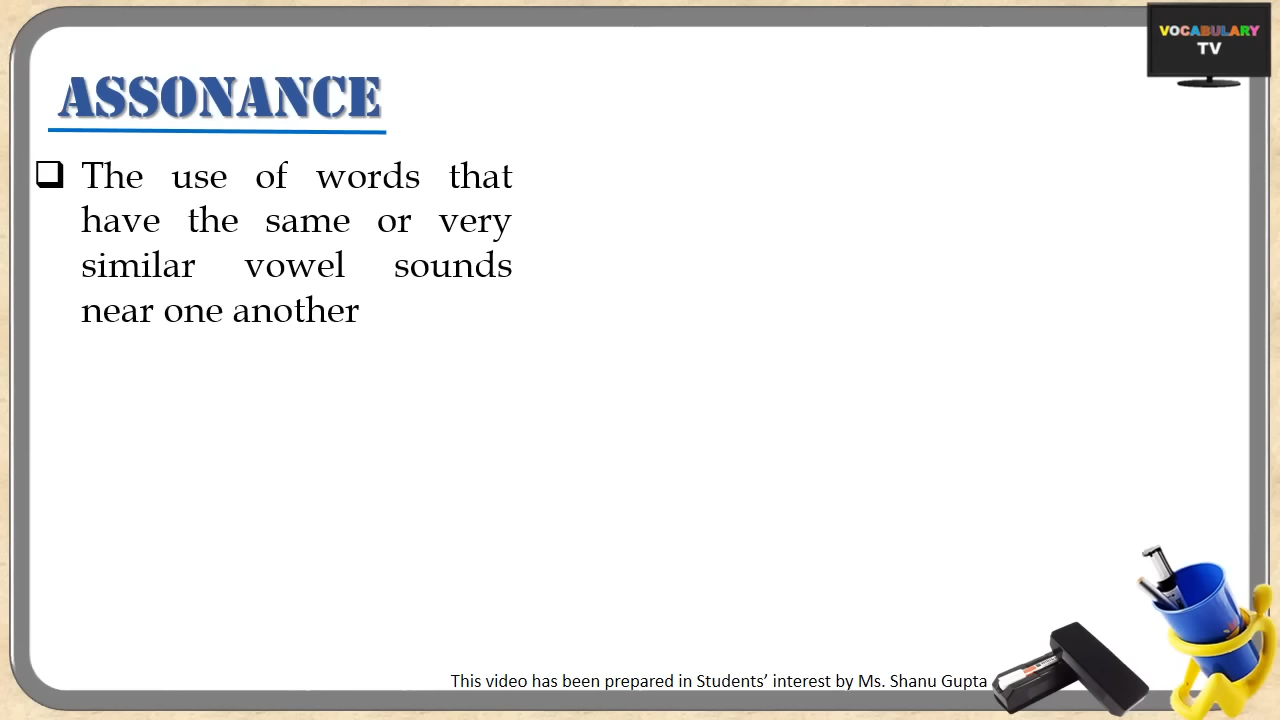 VOCABULARY
TV
ASSONANCE
❑ The use of words that
have the same or very
similar vowel sounds
near one another
This video has been prepared in Students’ interest by Ms. Shanu Gupta